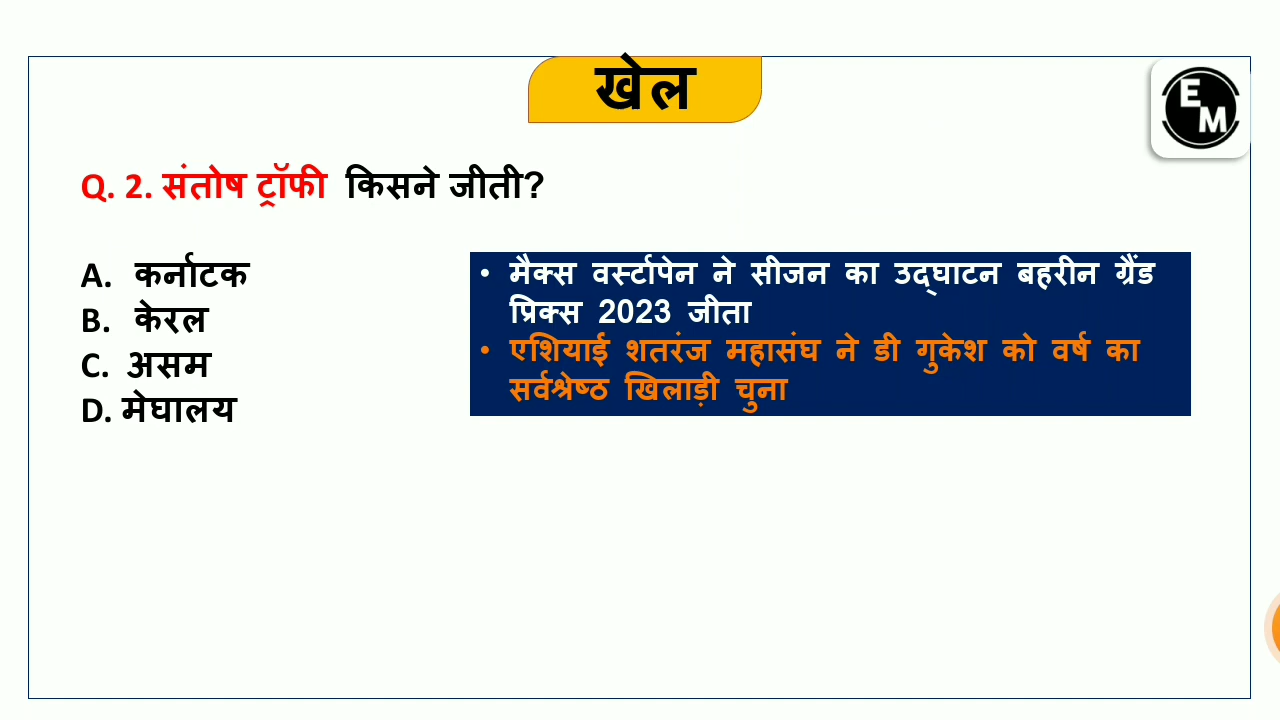 खेल
E
M
Q. 2. संतोष ट्रॉफी किसने जीती?
A. कर्नाटक
B. केरल
C. असम
D. मेघालय
• मैक्स वर्स्टापेन ने सीजन का उद्घाटन बहरीन ग्रैंड
प्रिक्स 2023 जीता
• एशियाई शतरंज महासंघ ने डी गुकेश को वर्ष का
सर्वश्रेष्ठ खिलाड़ी चुना